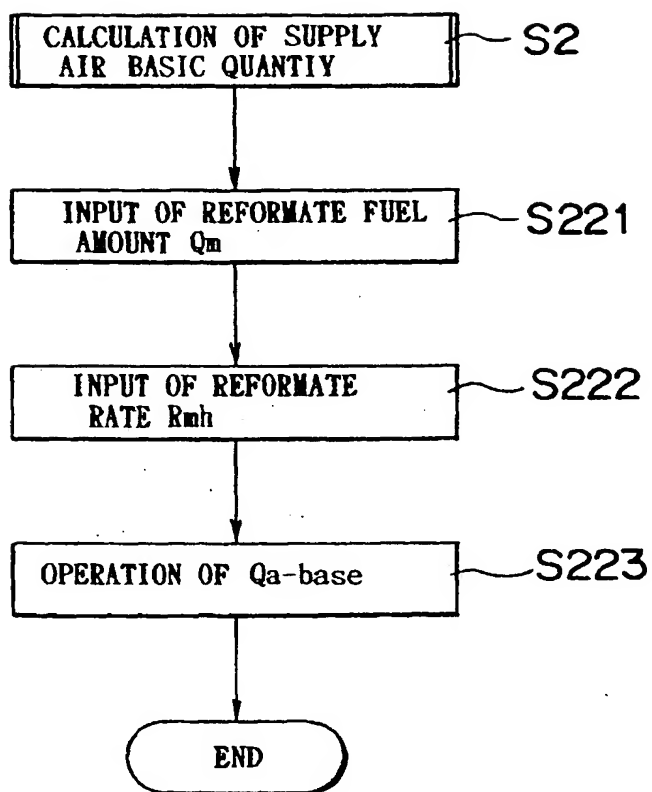 CALCULATION OF SUPPLY
AIR BASIC QUANTIY
S2
INPUT OF REFORMATE FUEL
AMOUNT Qm
S221
INPUT OF REFORMATE
RATE Rmh
S222
OPERATION OF Qa-base
S223
END